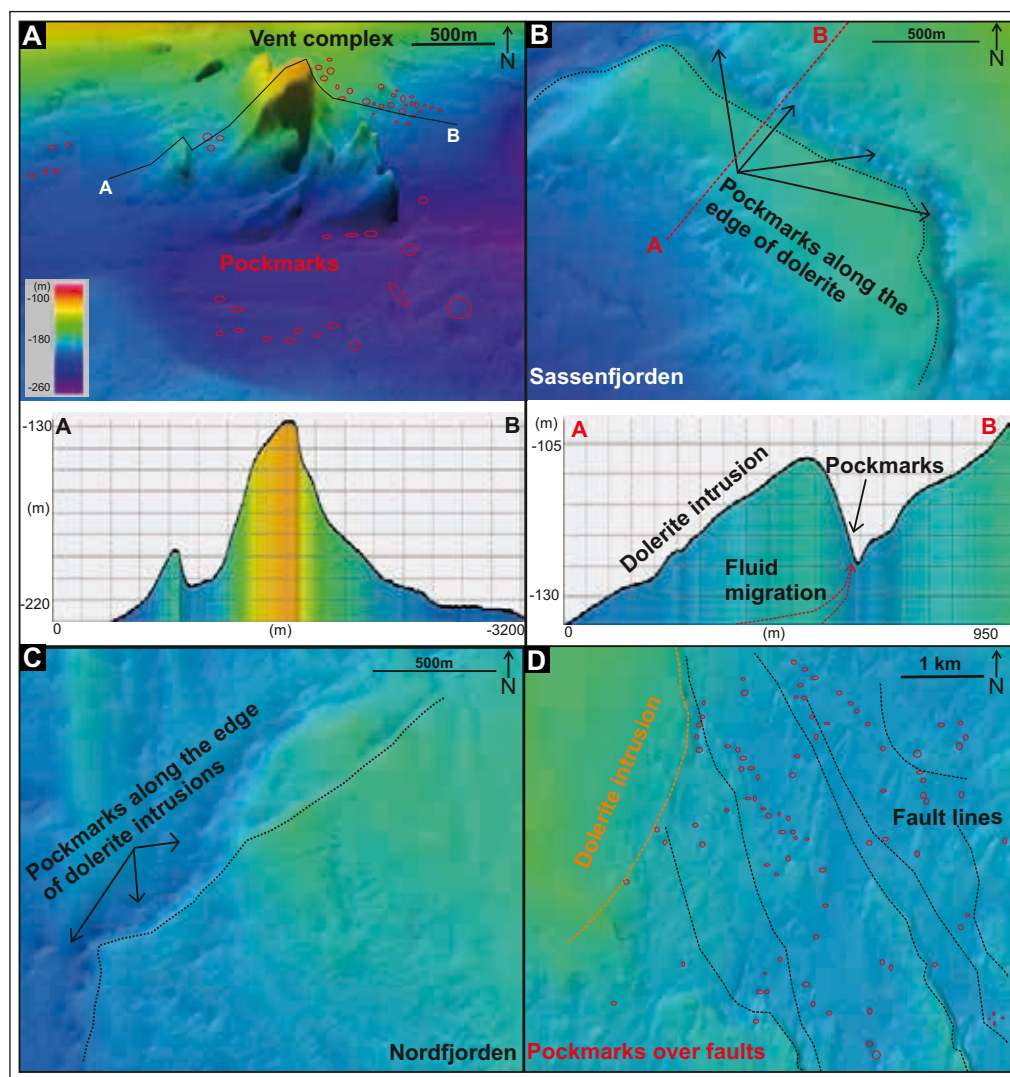 A
Vent complex
500m
N
B
A
Pockmarks
(m)
-100
-180
-260
B
500m
N
B
A
Pockmarks along the
edge of dolerite
Sassenfjorden
A
B
-130
(m)
-220
0
(m)
-3200
(m)
A
B
-105
Dolerite intrusion
Pockmarks
Fluid
migration
-130
0
(m)
950
C
500m
N
Pockmarks along the edge
of dolerite intrusions
Nordfjorden
D
1 km
N
Dolerite intrusion
Fault lines
Pockmarks over faults